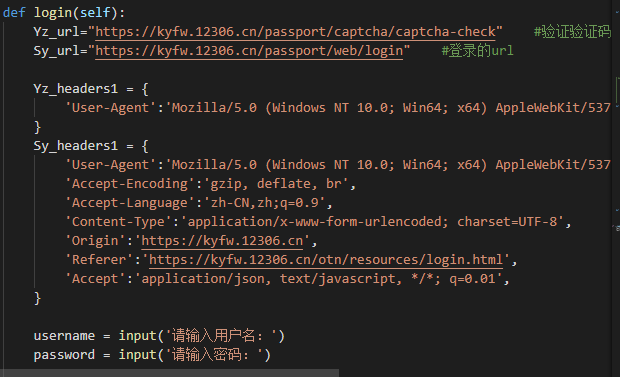 def login(self):
Yz_url="https://kyfw.12306.cn/passport/captcha/captcha-check" #验证验证码
Sy_url="https://kyfw.12306.cn/passport/web/login" #登录的url
Yz_headers1 = {
'User-Agent':'Mozilla/5.0 (Windows NT 10.0; Win64; x64) AppleWebKit/537
}
Sy_headers1 = {
'User-Agent':'Mozilla/5.0 (Windows NT 10.0; Win64; x64) AppleWebKit/537
'Accept-Encoding':'gzip, deflate, br',
'Accept-Language':'zh-CN,zh;q=0.9',
'Content-Type':'application/x-www-form-urlencoded; charset=UTF-8',
'Origin':'https://kyfw.12306.cn',
'Referer':'https://kyfw.12306.cn/otn/resources/login.html',
'Accept':'application/json, text/javascript, */*; q=0.01',
}
username = input('请输入用户名：')
password = input('请输入密码：')